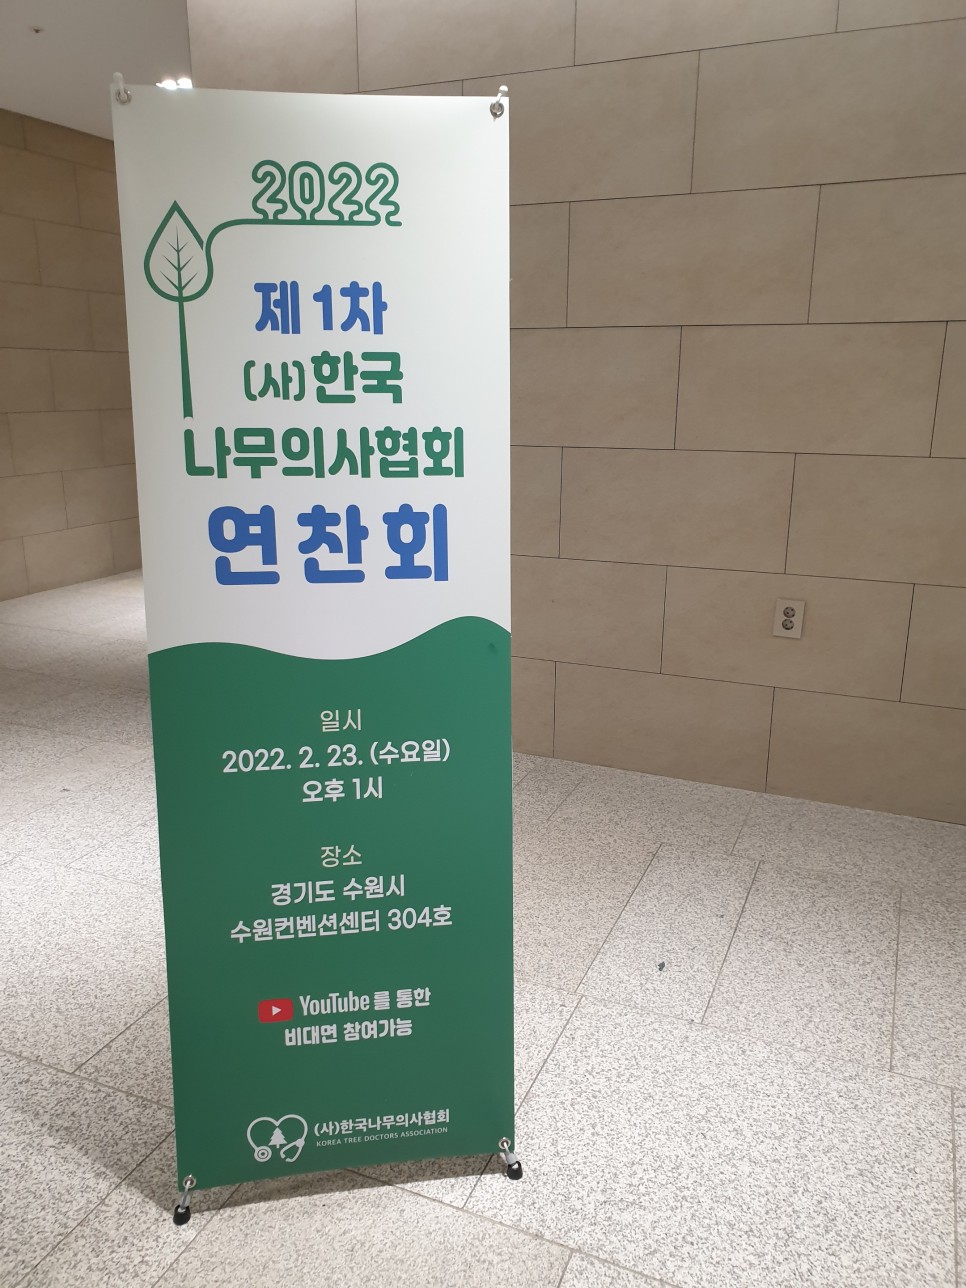 2022
제 1차
(사)한국
나무의사협회
연찬회
일시
2022. 2. 23. (수요일)
오후 1시
장소
경기도 수원시
수원컨벤션센터 304호
YouTube를 통한
비대면 참여가능
(사)한국나무의사협회
KOREA TREE DOCTORS ASSOCIATION